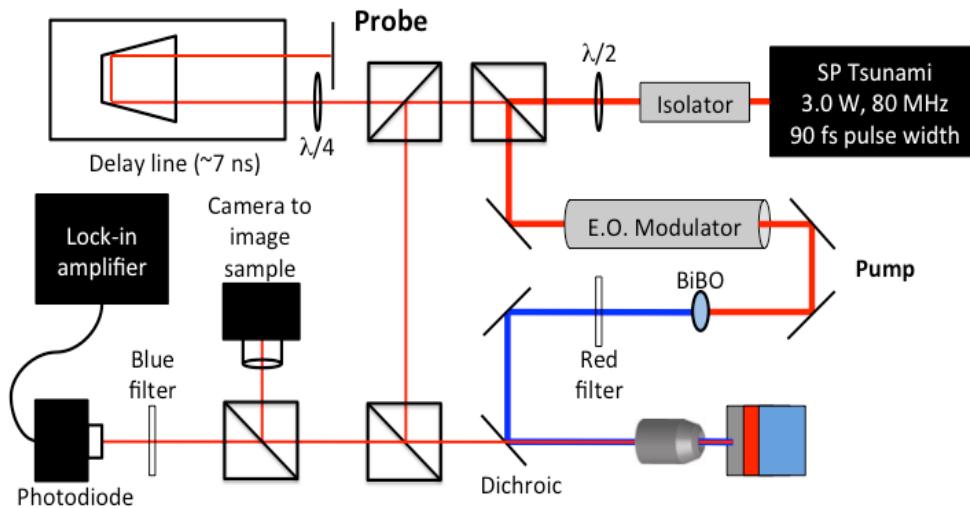 Probe
λ/2
SP Tsunami
3.0 W, 80 MHz
90 fs pulse width
Isolator
λ/4
Delay line (~7 ns)
Camera to
image
sample
Lock-in
amplifier
E.O. Modulator
Pump
BiBO
Blue
filter
Red
filter
Photodiode
Dichroic